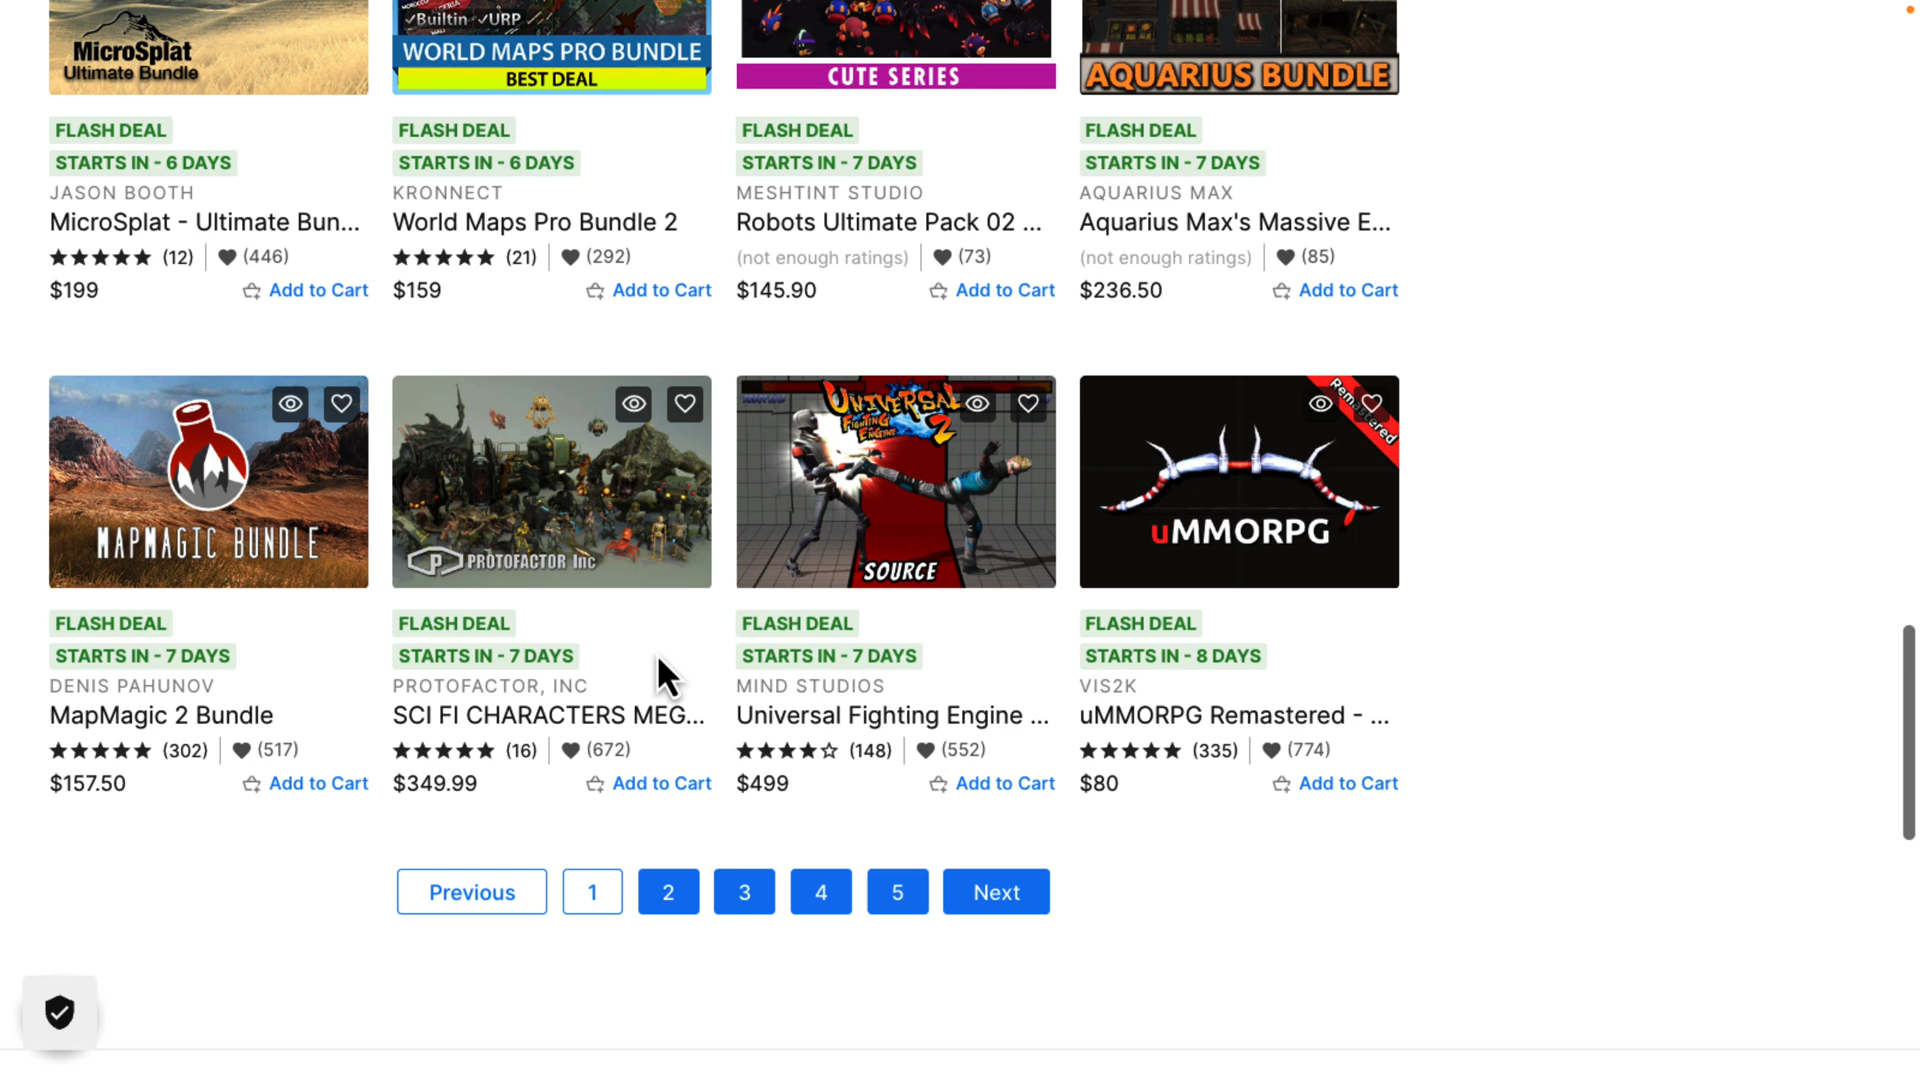 MicroSplat
Ultimate Bundle
✓Builtin ✓URP
WORLD MAPS PRO BUNDLE
BEST DEAL
CUTE SERIES
AQUARIUS BUNDLE
FLASH DEAL
STARTS IN - 6 DAYS
JASON BOOTH
MicroSplat - Ultimate Bun...
(12) (446)
$199 Add to Cart
FLASH DEAL
STARTS IN - 6 DAYS
KRONNECT
World Maps Pro Bundle 2
(21) (292)
$159 Add to Cart
FLASH DEAL
STARTS IN - 7 DAYS
MESHTINT STUDIO
Robots Ultimate Pack 02 ...
(not enough ratings) (73)
$145.90 Add to Cart
FLASH DEAL
STARTS IN - 7 DAYS
AQUARIUS MAX
Aquarius Max's Massive E...
(not enough ratings) (85)
$236.50 Add to Cart
MAPMAGIC BUNDLE
FLASH DEAL
STARTS IN - 7 DAYS
DENIS PAHUNOV
MapMagic 2 Bundle
(302) (517)
$157.50 Add to Cart
P PROTOFACTOR Inc
FLASH DEAL
STARTS IN - 7 DAYS
PROTOFACTOR, INC
SCI FI CHARACTERS MEG...
(16) (672)
$349.99 Add to Cart
UNIVERSAL
FIGHTING ENGINE 2
SOURCE
FLASH DEAL
STARTS IN - 7 DAYS
MIND STUDIOS
Universal Fighting Engine ...
(148) (552)
$499 Add to Cart
Remastered
uMMORPG
FLASH DEAL
STARTS IN - 8 DAYS
VIS2K
uMMORPG Remastered - ...
(335) (774)
$80 Add to Cart
Previous 1 2 3 4 5 Next